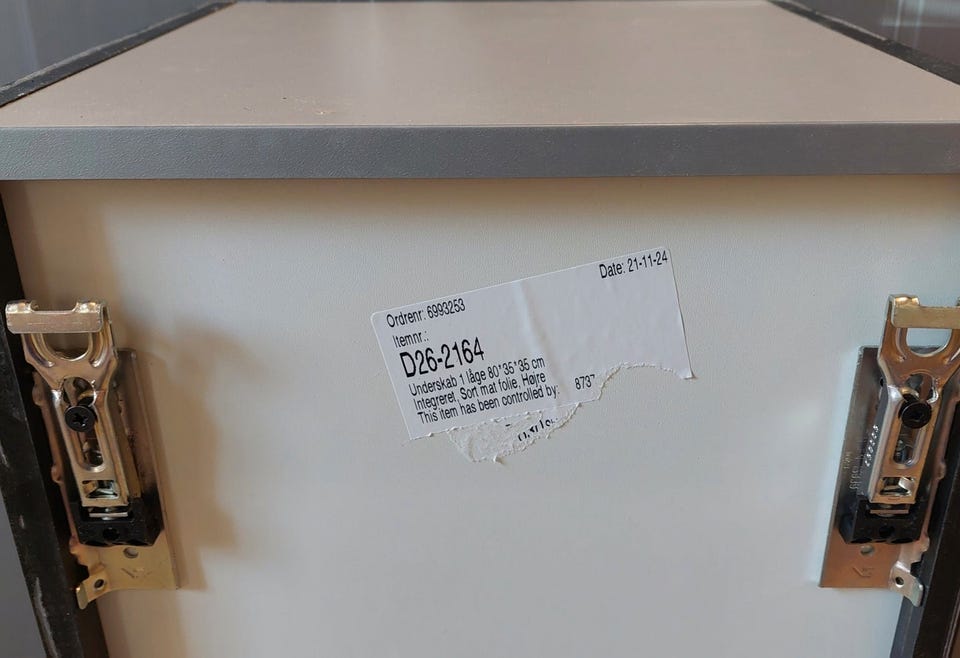 Date: 21-11-24
Ordrenr: 6993253
Itemnr.:
D26-2164
Underskab 1 låge 80*35*35 cm
Integreret, Sort mat folie, Højre
This item has been controlled by: 8737